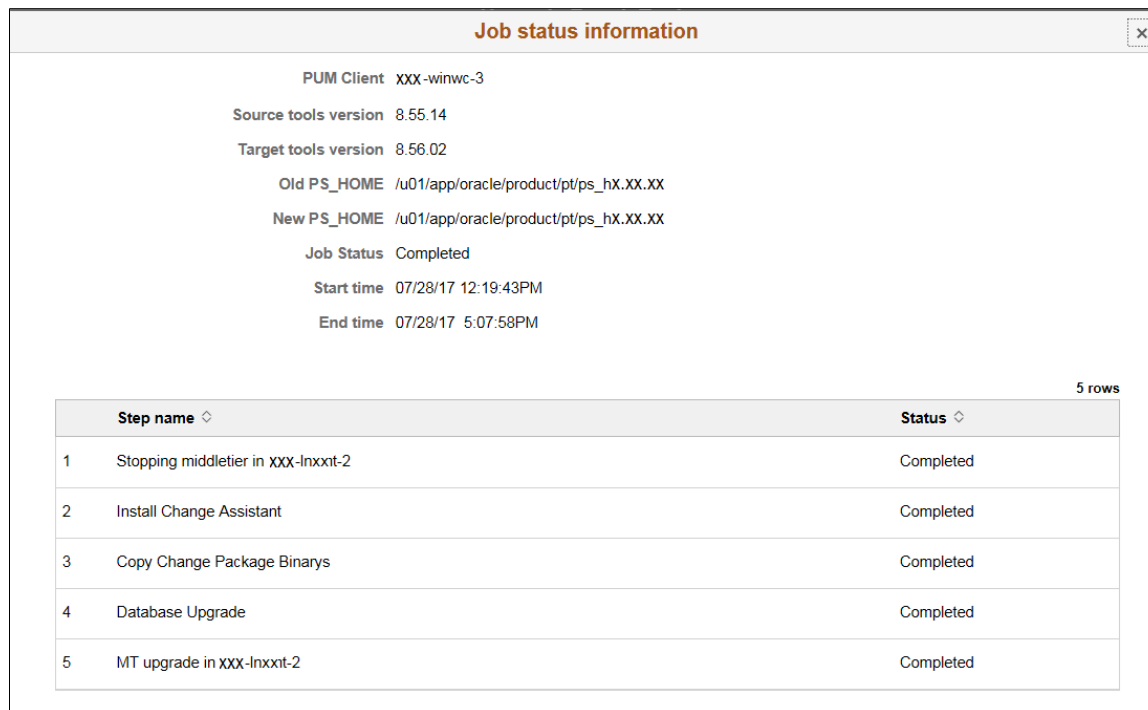 Job status information
×
PUM Client xxx-winwc-3
Source tools version 8.55.14
Target tools version 8.56.02
Old PS_HOME /u01/app/oracle/product/pt/ps_hX.XX.XX
New PS_HOME /u01/app/oracle/product/pt/ps_hX.XX.XX
Job Status Completed
Start time 07/28/17 12:19:43PM
End time 07/28/17 5:07:58PM
5 rows
Step name Status
1 Stopping middletier in xxx-lnxxnt-2 Completed
2 Install Change Assistant Completed
3 Copy Change Package Binarys Completed
4 Database Upgrade Completed
5 MT upgrade in xxx-lnxxnt-2 Completed